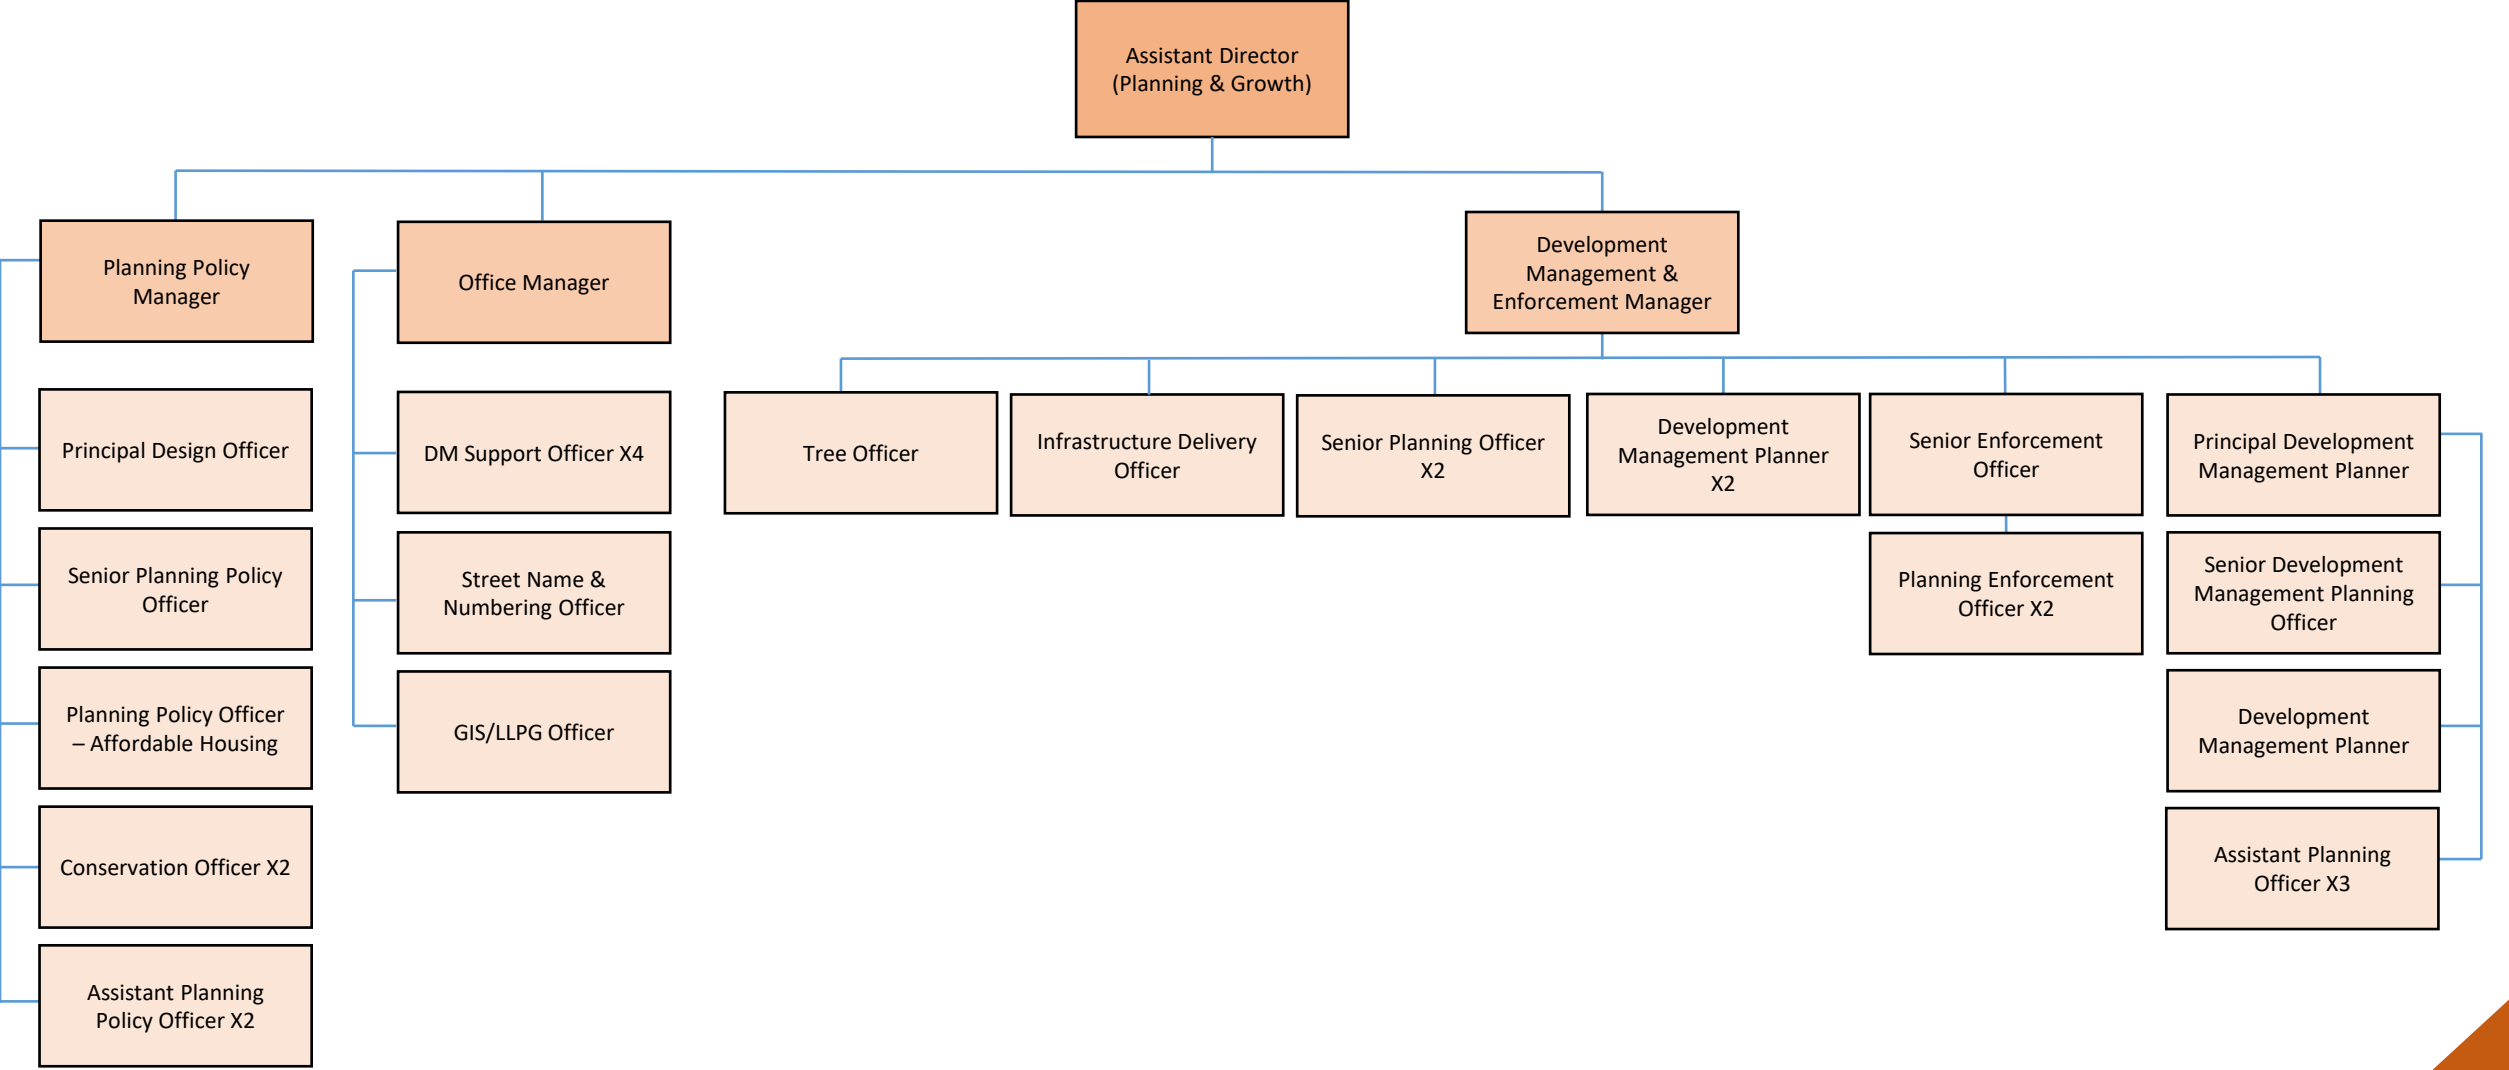 Assistant Director
(Planning & Growth)
Planning Policy
Manager
Office Manager
Development
Management &
Enforcement Manager
Principal Design Officer
Senior Planning Policy
Officer
Planning Policy Officer
– Affordable Housing
Conservation Officer X2
Assistant Planning
Policy Officer X2
DM Support Officer X4
Street Name &
Numbering Officer
GIS/LLPG Officer
Tree Officer
Infrastructure Delivery
Officer
Senior Planning Officer
X2
Development
Management Planner
X2
Senior Enforcement
Officer
Planning Enforcement
Officer X2
Principal Development
Management Planner
Senior Development
Management Planning
Officer
Development
Management Planner
Assistant Planning
Officer X3